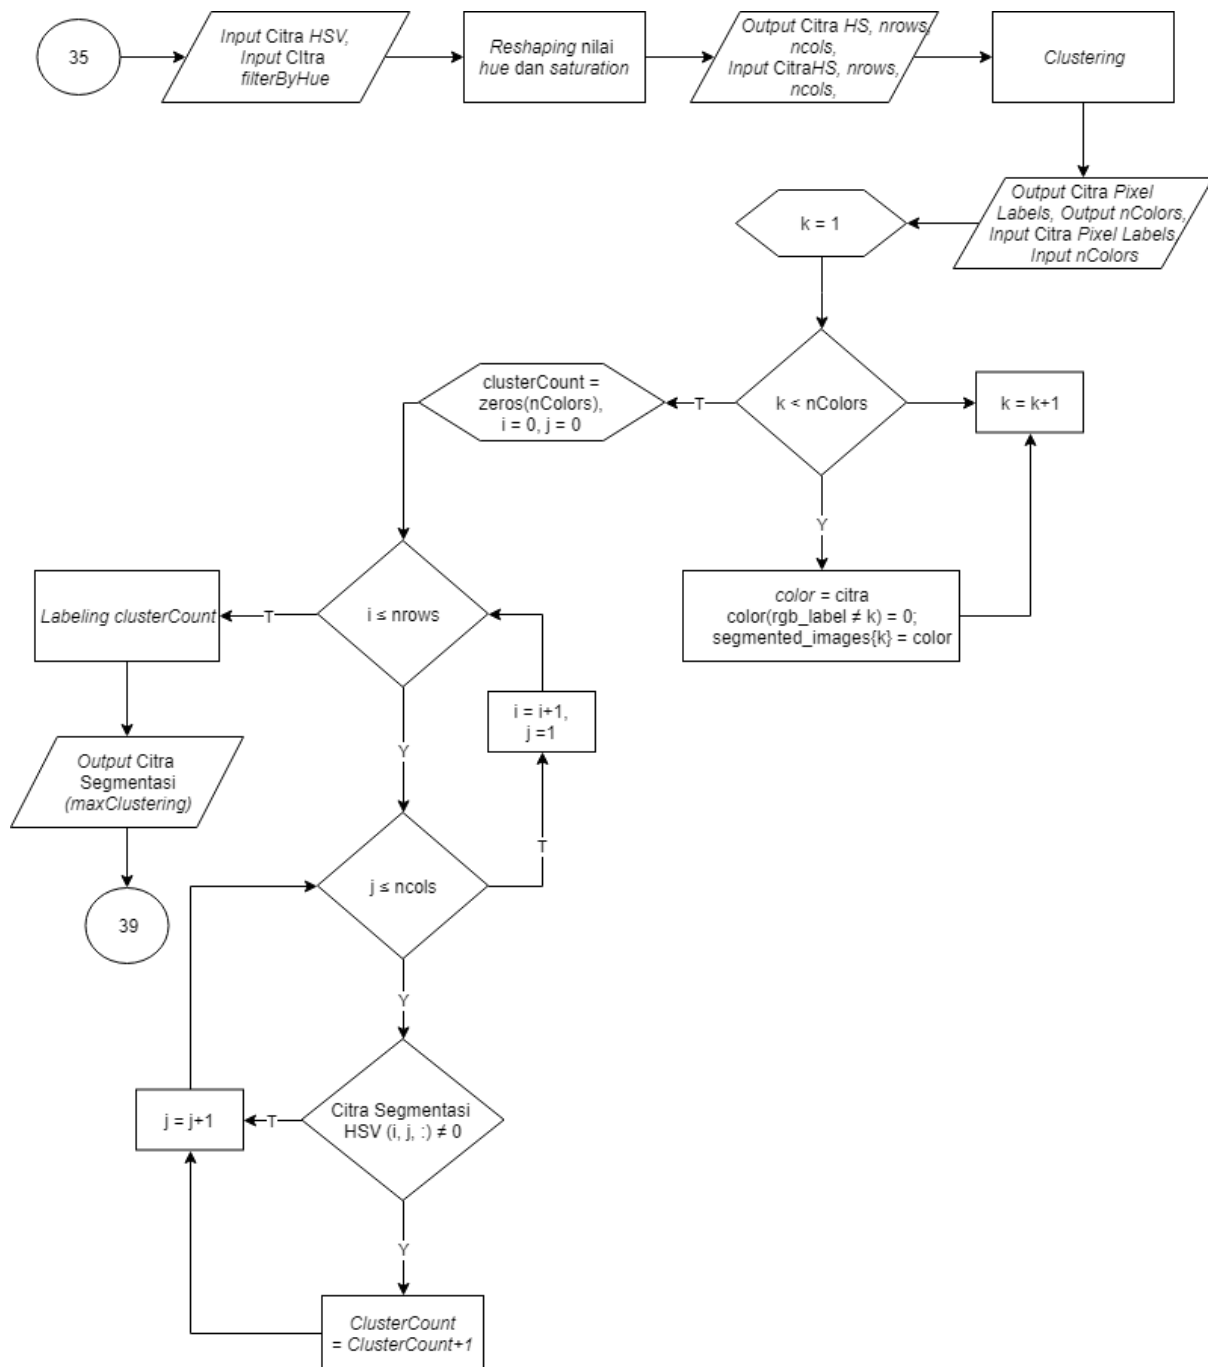 35
Input Citra HSV,
Input CItra
filterByHue
Reshaping nilai
hue dan saturation
Output Citra HS, nrows,
ncols,
Input CitraHS, nrows,
ncols,
Clustering
Output Citra Pixel
Labels, Output nColors,
Input Citra Pixel Labels,
Input nColors
k = 1
k < nColors
k = k+1
T
clusterCount =
zeros(nColors),
i = 0, j = 0
Y
color = citra
color(rgb_label ≠ k) = 0;
segmented_images{k} = color
i ≤ nrows
T
Labeling clusterCount
Output Citra
Segmentasi
(maxClustering)
39
Y
i = i+1,
j =1
T
j ≤ ncols
Y
Citra Segmentasi
HSV (i, j, :) ≠ 0
T
j = j+1
Y
ClusterCount
= ClusterCount+1